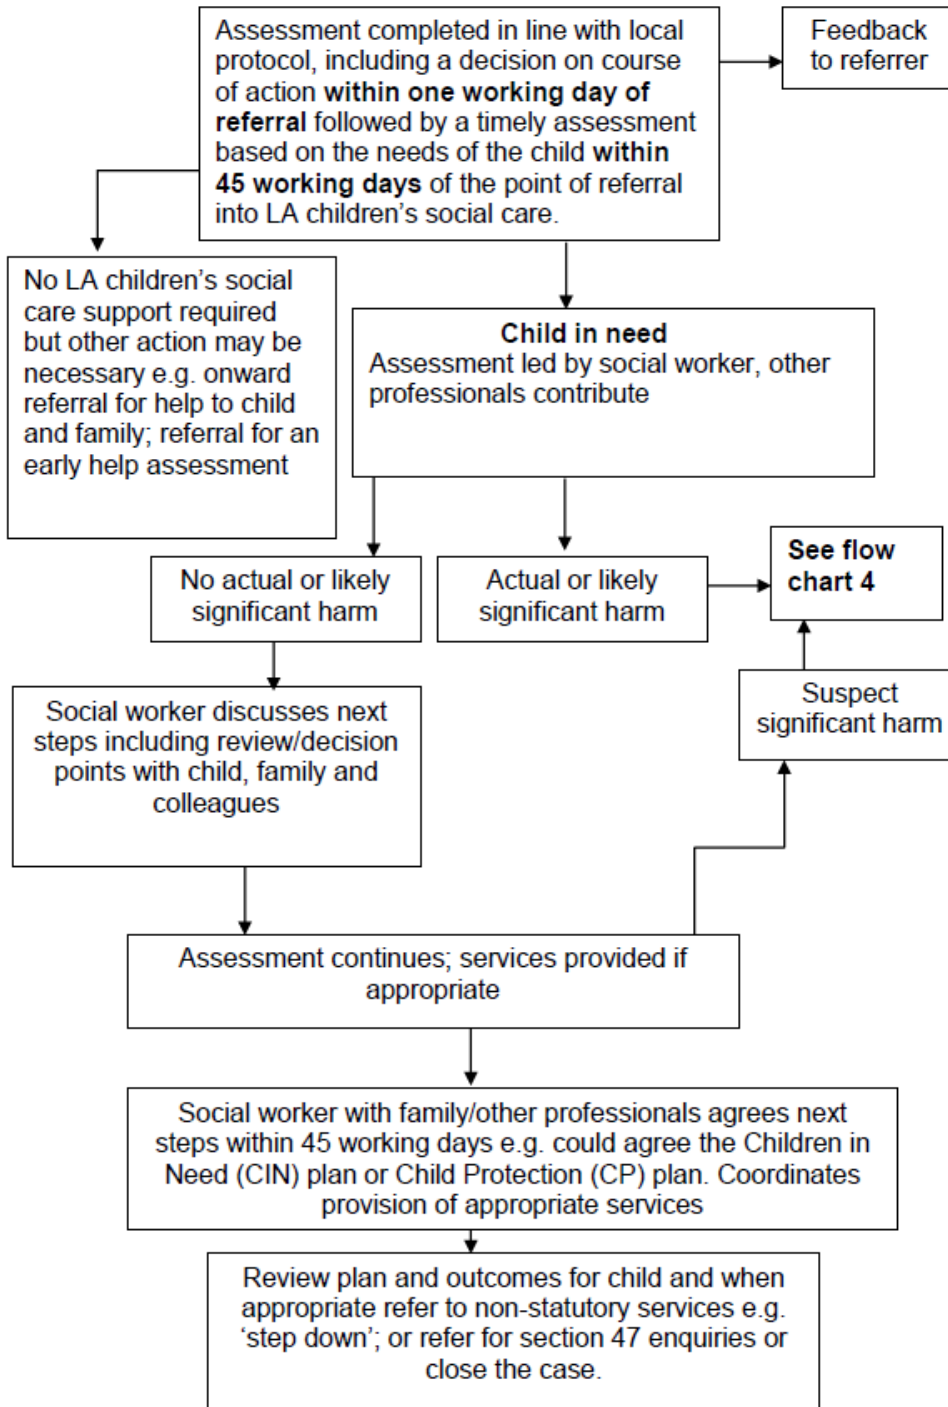 Assessment completed in line with local
protocol, including a decision on course
of action within one working day of
referral followed by a timely assessment
based on the needs of the child within
45 working days of the point of referral
into LA children’s social care.
Feedback
to referrer
No LA children’s social
care support required
but other action may be
necessary e.g. onward
referral for help to child
and family; referral for an
early help assessment
Child in need
Assessment led by social worker, other
professionals contribute
No actual or likely
significant harm
Actual or likely
significant harm
See flow
chart 4
Suspect
significant harm
Social worker discusses next
steps including review/decision
points with child, family and
colleagues
Assessment continues; services provided if
appropriate
Social worker with family/other professionals agrees next
steps within 45 working days e.g. could agree the Children in
Need (CIN) plan or Child Protection (CP) plan. Coordinates
provision of appropriate services
Review plan and outcomes for child and when
appropriate refer to non-statutory services e.g.
‘step down’; or refer for section 47 enquiries or
close the case.